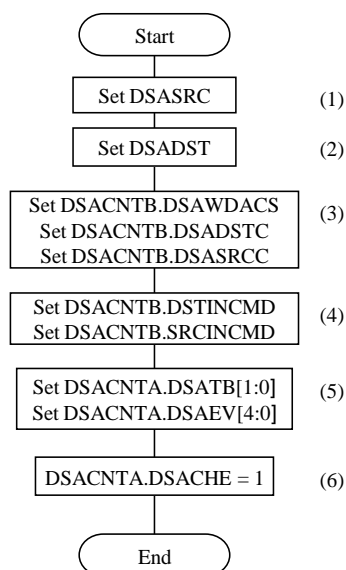 Start
Set DSASRC (1)
Set DSADST (2)
Set DSACNTB.DSAWDACS
Set DSACNTB.DSADSTC
Set DSACNTB.DSASRCC
(3)
Set DSACNTB.DSTINCMD
Set DSACNTB.SRCINCMD
(4)
Set DSACNTA.DSATB[1:0]
Set DSACNTA.DSAEV[4:0]
(5)
DSACNTA.DSACHE = 1 (6)
End